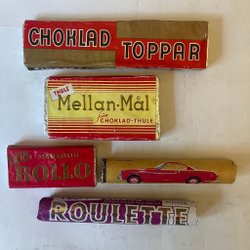 CHOKLAD
TOPPAR
THULE
Mellan-Mål
från CHOKLAD-THULE
ROLLO
ROULETTE